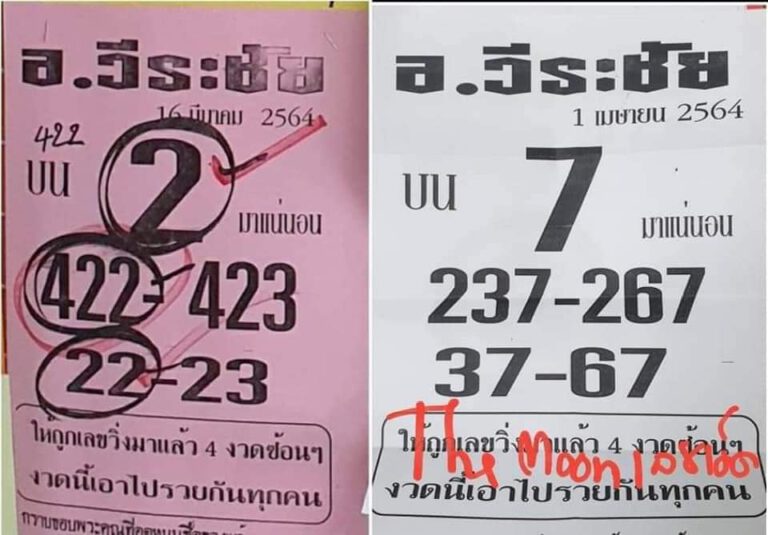 อ.วีระชัย
16 มีนาคม 2564
422
บน 2 มาแน่นอน
422-423
22-23
ให้ถูกเลขวิ่งมาแล้ว 4 งวดซ้อนๆ
งวดนี้เอาไปรวยกันทุกคน
อ.วีระชัย
1 เมษายน 2564
บน 7 มาแน่นอน
237-267
37-67
ให้ถูกเลขวิ่งมาแล้ว 4 งวดซ้อนๆ
The Moon เลขเด็ด
งวดนี้เอาไปรวยกันทุกคน